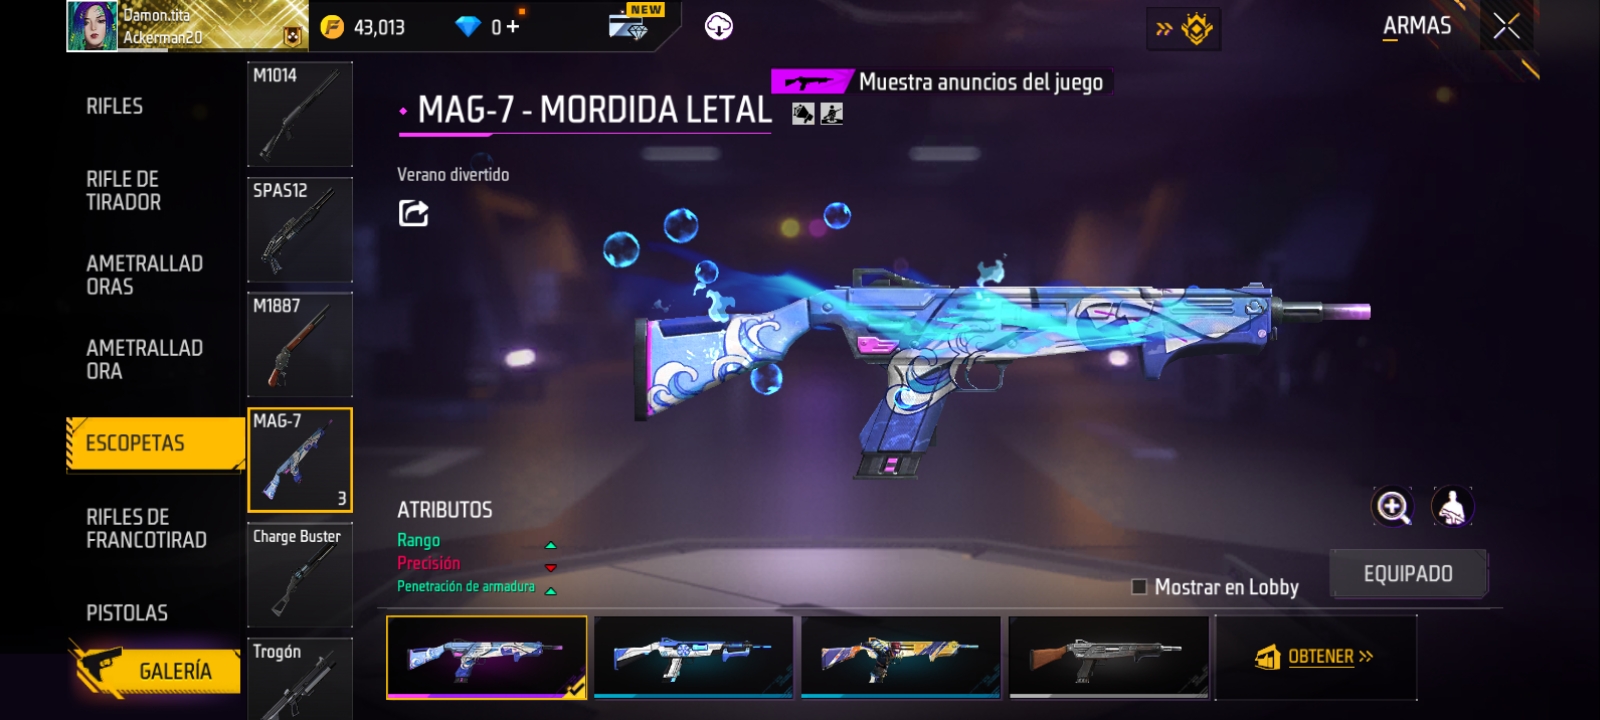 Damon.tita
Ackerman20
43,013
0 +
NEW
ARMAS
RIFLES
RIFLE DE
TIRADOR
AMETRALLAD
ORAS
AMETRALLAD
ORA
ESCOPETAS
RIFLES DE
FRANCOTIRAD
PISTOLAS
GALERÍA
M1014
SPAS12
M1887
MAG-7
3
Charge Buster
Trogón
Muestra anuncios del juego
MAG-7 - MORDIDA LETAL
Verano divertido
ATRIBUTOS
Rango
Precisión
Penetración de armadura
Mostrar en Lobby
EQUIPADO
OBTENER >>